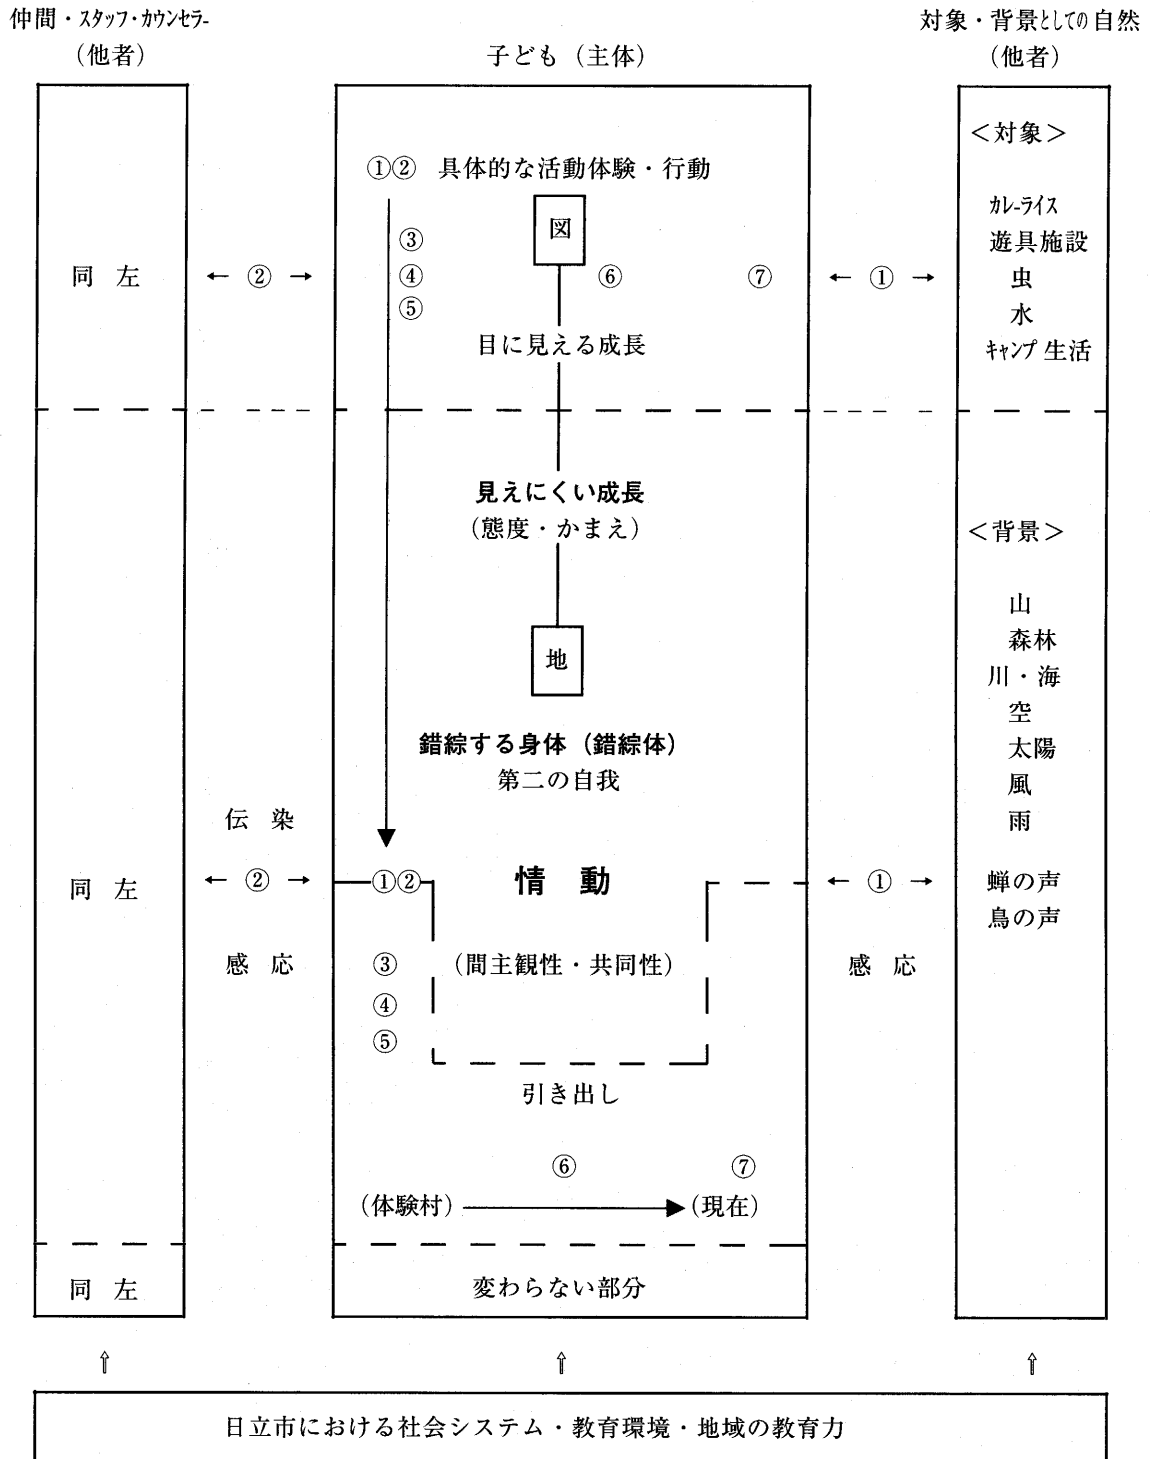 仲間・スタッフ・カウンセラー
(他者)
子ども（主体）
対象・背景としての自然
(他者)
＜対象＞
①② 具体的な活動体験・行動
カレーライス
図
③
遊具施設
同 左
← ② →
④
⑥
⑦
← ① →
虫
⑤
水
目に見える成長
キャンプ生活
見えにくい成長
(態度・かまえ)
＜背景＞
山
森林
地
川・海
空
錯綜する身体（錯綜体）
太陽
第二の自我
風
伝 染
雨
同 左
← ② →
①②
情 動
← ① →
蝉の声
鳥の声
感 応
③
(間主観性・共同性)
感 応
④
⑤
引き出し
⑥
⑦
(体験村)
(現在)
同 左
変わらない部分
⇑
⇑
⇑
日立市における社会システム・教育環境・地域の教育力